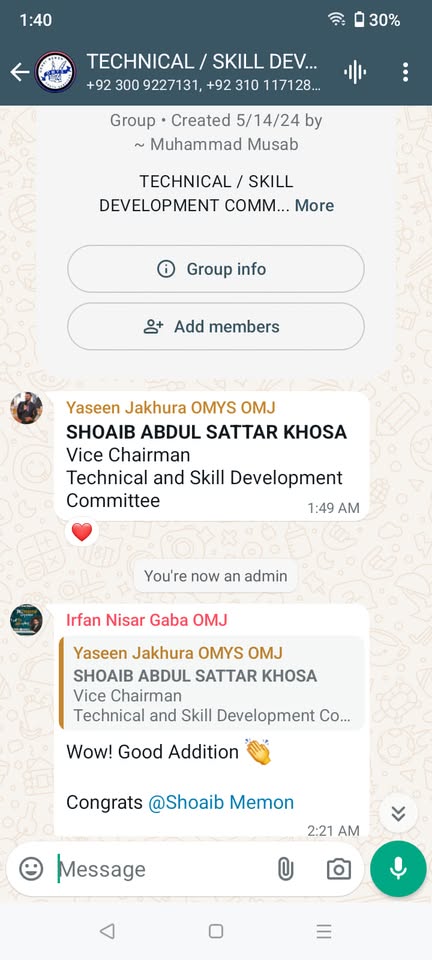 1:40
30%
TECHNICAL / SKILL DEV...
+92 300 9227131, +92 310 117128...
Group • Created 5/14/24 by
~ Muhammad Musab
TECHNICAL / SKILL
DEVELOPMENT COMM... More
Group info
Add members
Yaseen Jakhura OMYS OMJ
SHOAIB ABDUL SATTAR KHOSA
Vice Chairman
Technical and Skill Development
Committee
1:49 AM
You're now an admin
Irfan Nisar Gaba OMJ
Yaseen Jakhura OMYS OMJ
SHOAIB ABDUL SATTAR KHOSA
Vice Chairman
Technical and Skill Development Co...
Wow! Good Addition 👏
Congrats @Shoaib Memon
2:21 AM
Message